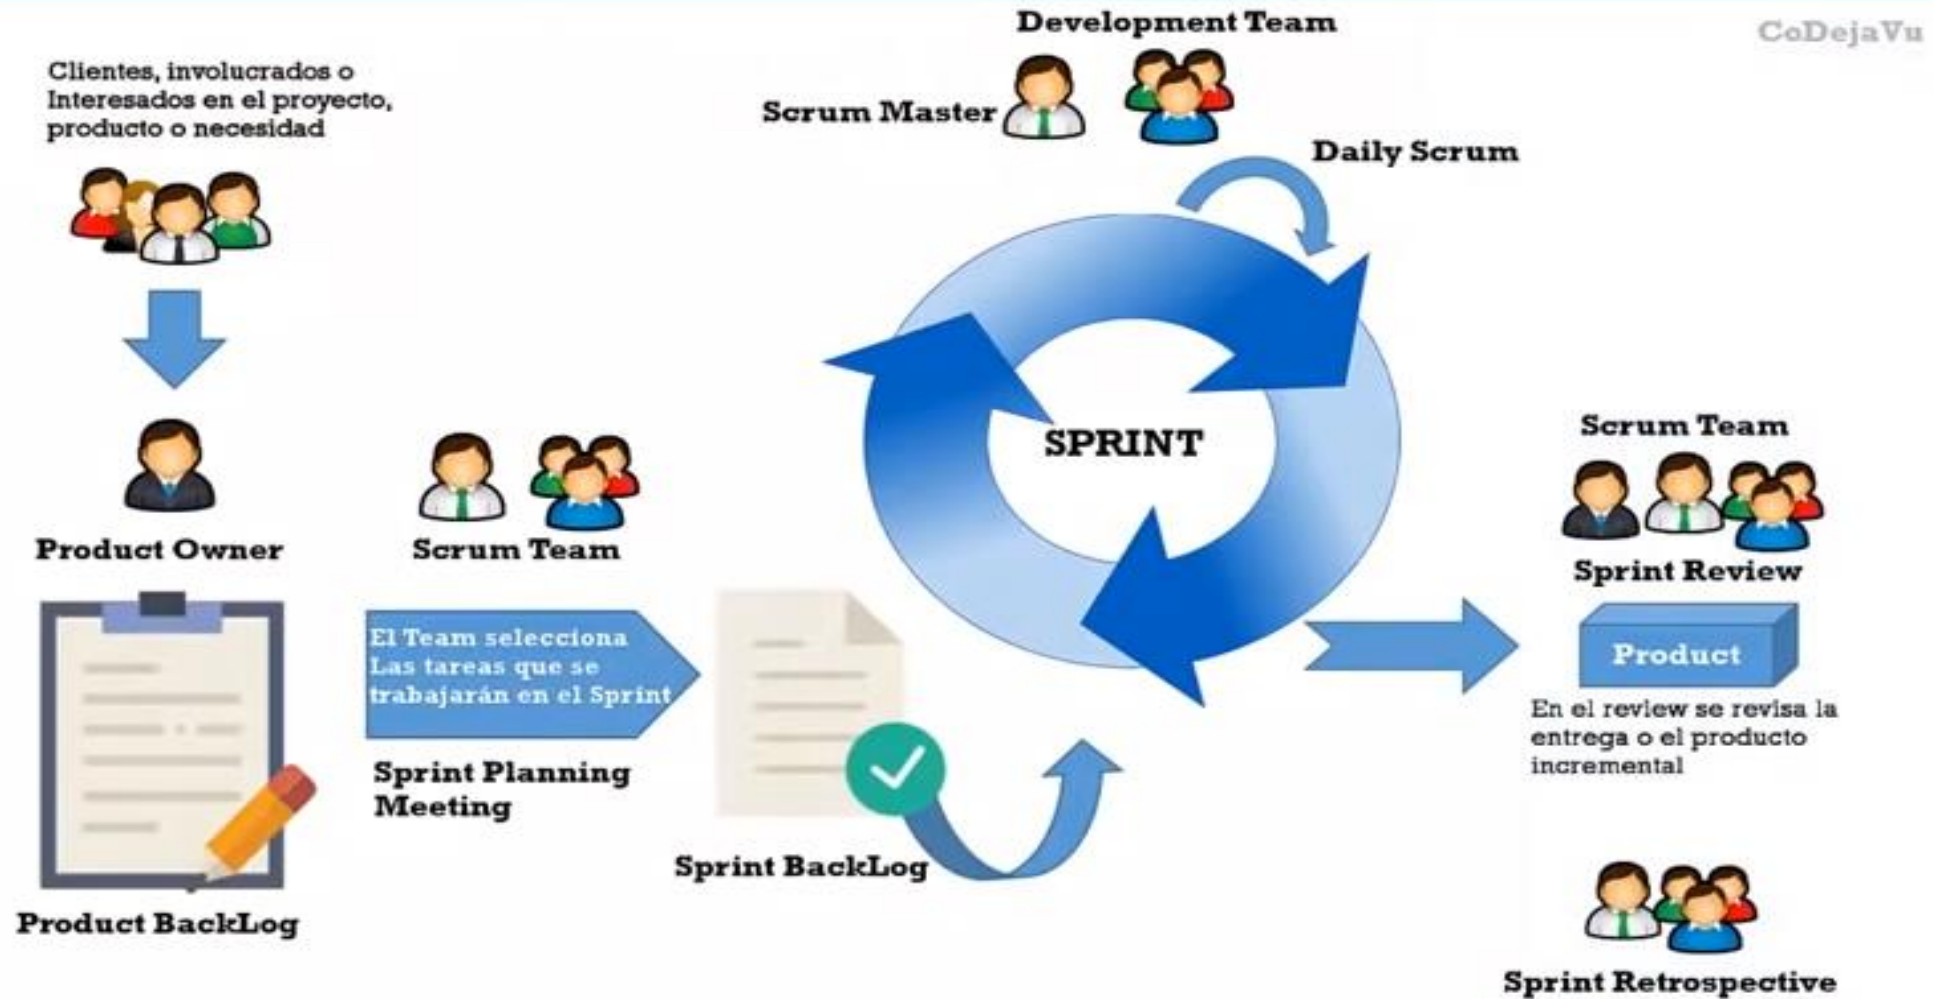 CoDejaVu
Development Team
Clientes, involucrados o
Interesados en el proyecto,
producto o necesidad
Scrum Master
Daily Scrum
SPRINT
Product Owner
Scrum Team
El Team selecciona
Las tareas que se
trabajarán en el Sprint
Sprint Planning
Meeting
Product BackLog
Sprint BackLog
Scrum Team
Sprint Review
Product
En el review se revisa la
entrega o el producto
incremental
Sprint Retrospective